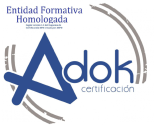 Entidad Formativa
Homologada
Adok
certificación